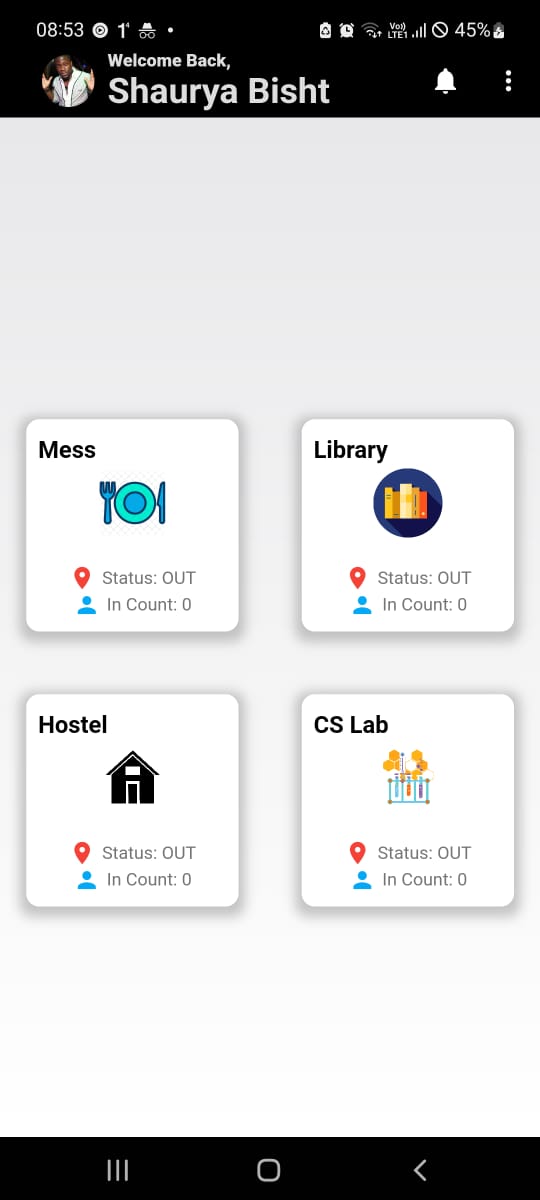 08:53 45%
Vo))
LTE1
Welcome Back,
Shaurya Bisht
Mess
Status: OUT
In Count: 0
Library
Status: OUT
In Count: 0
Hostel
Status: OUT
In Count: 0
CS Lab
Status: OUT
In Count: 0